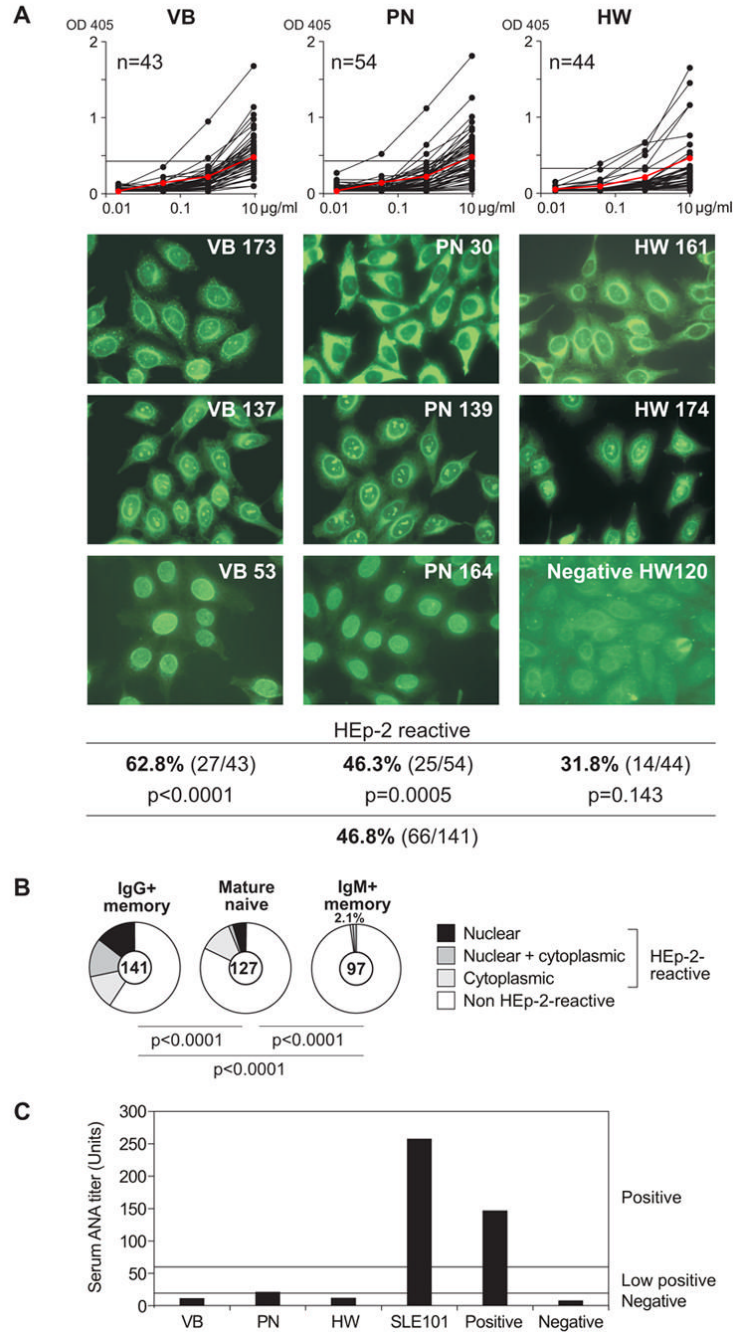 A
VB
PN
HW
OD 405
OD 405
OD 405
2
1
0
n=43
0.01
0.1
10 µg/ml
2
1
0
n=54
0.01
0.1
10 µg/ml
2
1
0
n=44
0.01
0.1
10 µg/ml
VB 173
PN 30
HW 161
VB 137
PN 139
HW 174
VB 53
PN 164
Negative HW120
HEp-2 reactive
62.8% (27/43)
46.3% (25/54)
31.8% (14/44)
p<0.0001
p=0.0005
p=0.143
46.8% (66/141)
B
IgG+
memory
Mature
naive
IgM+
memory
2.1%
141
127
97
Nuclear
Nuclear + cytoplasmic
Cytoplasmic
Non HEp-2-reactive
HEp-2-
reactive
p<0.0001
p<0.0001
p<0.0001
C
Serum ANA titer (Units)
300
250
200
150
100
50
0
Positive
Low positive
Negative
VB
PN
HW
SLE101
Positive
Negative